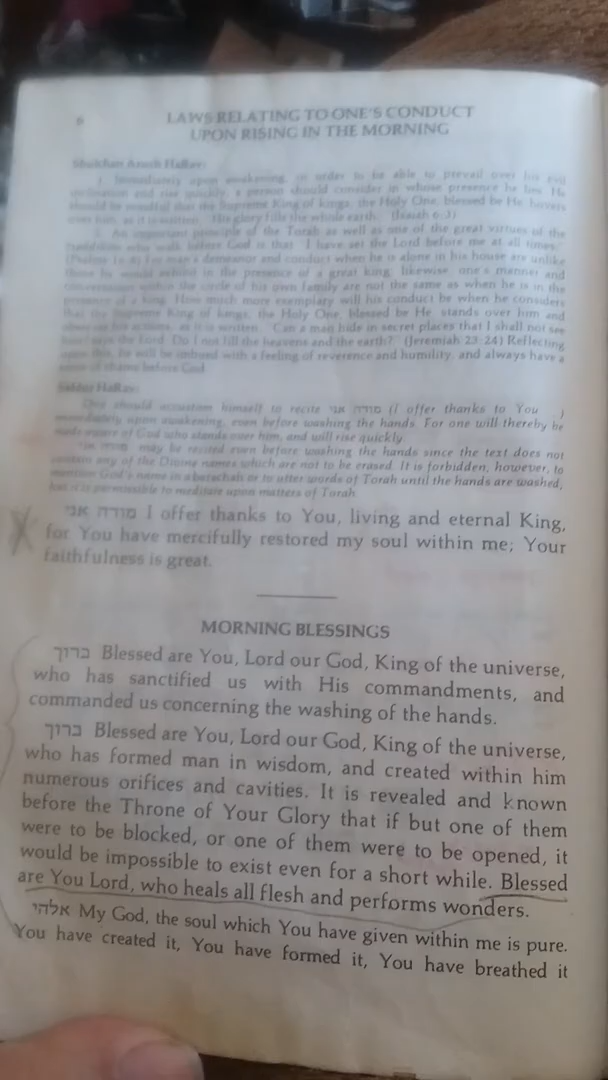 6
LAWS RELATING TO ONE'S CONDUCT
UPON RISING IN THE MORNING
Shulchan Aruch HaRav:
1. Immediately upon awakening, in order to be able to prevail over his evil
inclination and rise quickly, a person should consider in whose presence he lies. He
should be mindful that the Supreme King of kings, the Holy One, blessed be He, hovers
over him, as it is written "His glory fills the whole earth." (Isaiah 6:3)
2. An important principle of the Torah as well as one of the great virtues of the
who walk before God is that "I have set the Lord before me at all times."
For man's demeanor and conduct when he is alone in his house are unlike
those he would exhibit in the presence of a great king, likewise, one's manner and
conversation within the circle of his own family are not the same as when he is in the
presence of a king. How much more exemplary will his conduct be when he considers
that the Supreme King of kings, the Holy One, blessed be He, stands over him and
observes his actions, as it is written "Can a man hide in secret places that I shall not see
him? says the Lord. Do I not fill the heavens and the earth?" (Jeremiah 23:24) Reflecting
upon this, he will be imbued with a feeling of reverence and humility, and always have a
sense of shame before God.
Siddur HaRav:
One should accustom himself to recite מודה אני (I offer thanks to You...)
immediately upon awakening, even before washing the hands. For one will thereby be
made aware of God who stands over him, and will rise quickly.
מודה אני may be recited even before washing the hands since the text does not
contain any of the Divine names which are not to be erased. It is forbidden, however, to
mention God's name in a berachah or to utter words of Torah until the hands are washed,
but it is permissible to meditate upon matters of Torah.
מודה אני I offer thanks to You, living and eternal King,
for You have mercifully restored my soul within me; Your
faithfulness is great.
MORNING BLESSINGS
ברוך Blessed are You, Lord our God, King of the universe,
who has sanctified us with His commandments, and
commanded us concerning the washing of the hands.
ברוך Blessed are You, Lord our God, King of the universe,
who has formed man in wisdom, and created within him
numerous orifices and cavities. It is revealed and known
before the Throne of Your Glory that if but one of them
were to be blocked, or one of them were to be opened, it
would be impossible to exist even for a short while. Blessed
are You Lord, who heals all flesh and performs wonders.
אלהי My God, the soul which You have given within me is pure.
You have created it, You have formed it, You have breathed it